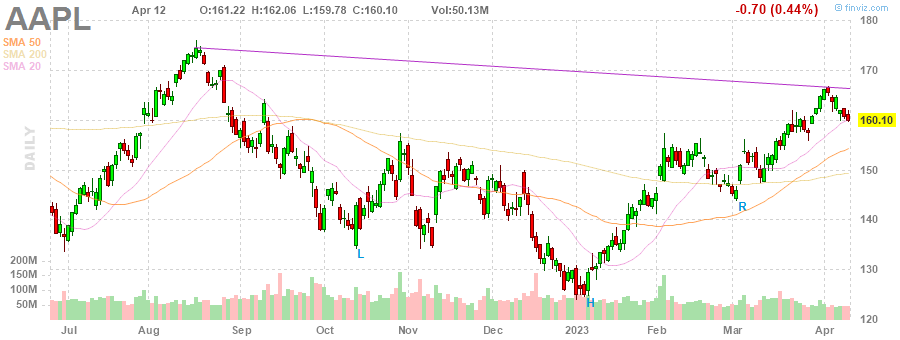 AAPL Apr 12 O:161.22 H:162.06 L:159.78 C:160.10 Vol:50.13M -0.70 (0.44%) © finviz.com
SMA 50
SMA 200
SMA 20
DAILY
180
170
160.10
150
140
130
120
200M
150M
100M
50M
L
H
R
Jul Aug Sep Oct Nov Dec 2023 Feb Mar Apr